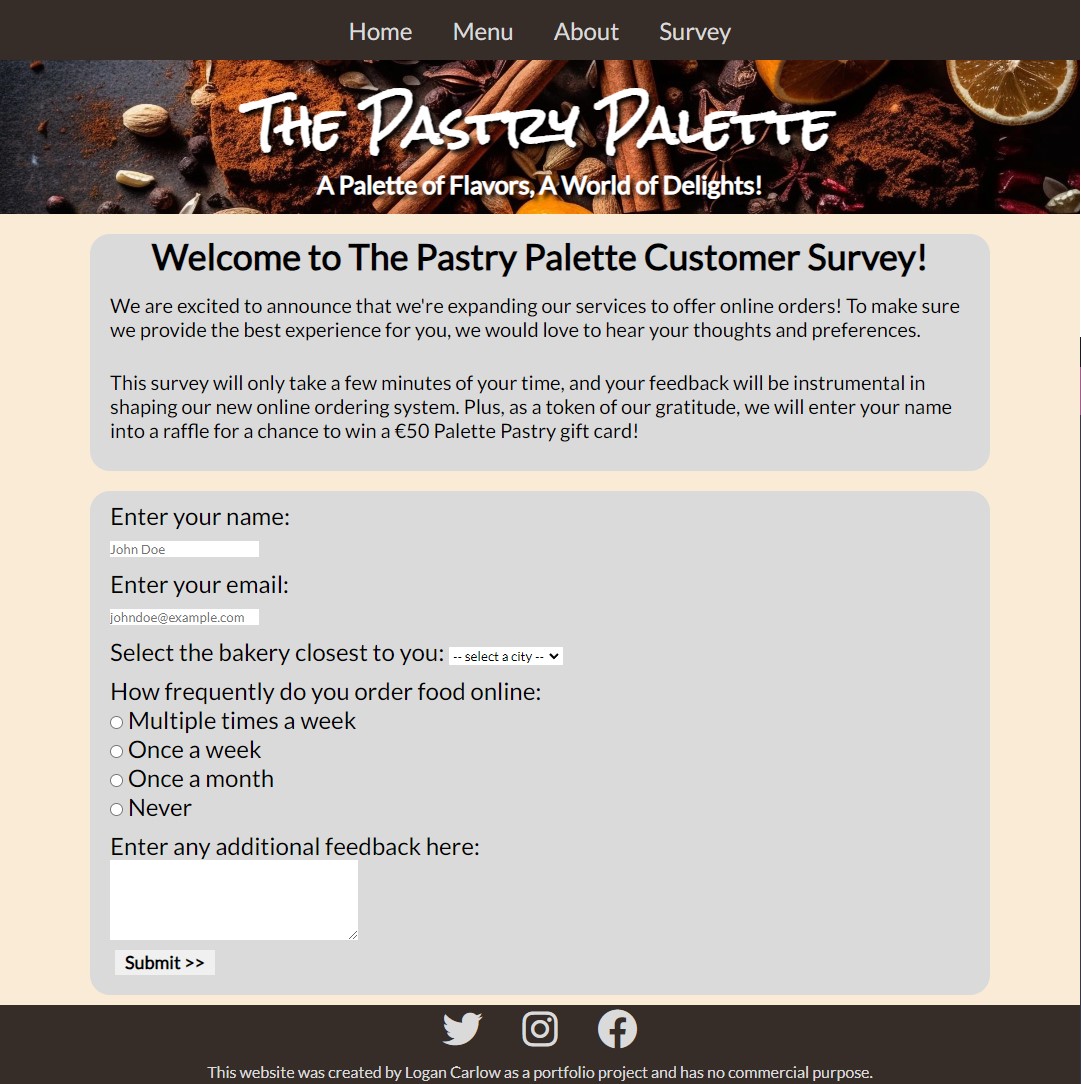 Home Menu About Survey
The Pastry Palette
A Palette of Flavors, A World of Delights!
Welcome to The Pastry Palette Customer Survey!
We are excited to announce that we're expanding our services to offer online orders! To make sure
we provide the best experience for you, we would love to hear your thoughts and preferences.
This survey will only take a few minutes of your time, and your feedback will be instrumental in
shaping our new online ordering system. Plus, as a token of our gratitude, we will enter your name
into a raffle for a chance to win a €50 Palette Pastry gift card!
Enter your name:
John Doe
Enter your email:
johndoe@example.com
Select the bakery closest to you: -- select a city --
How frequently do you order food online:
Multiple times a week
Once a week
Once a month
Never
Enter any additional feedback here:
Submit >>
This website was created by Logan Carlow as a portfolio project and has no commercial purpose.